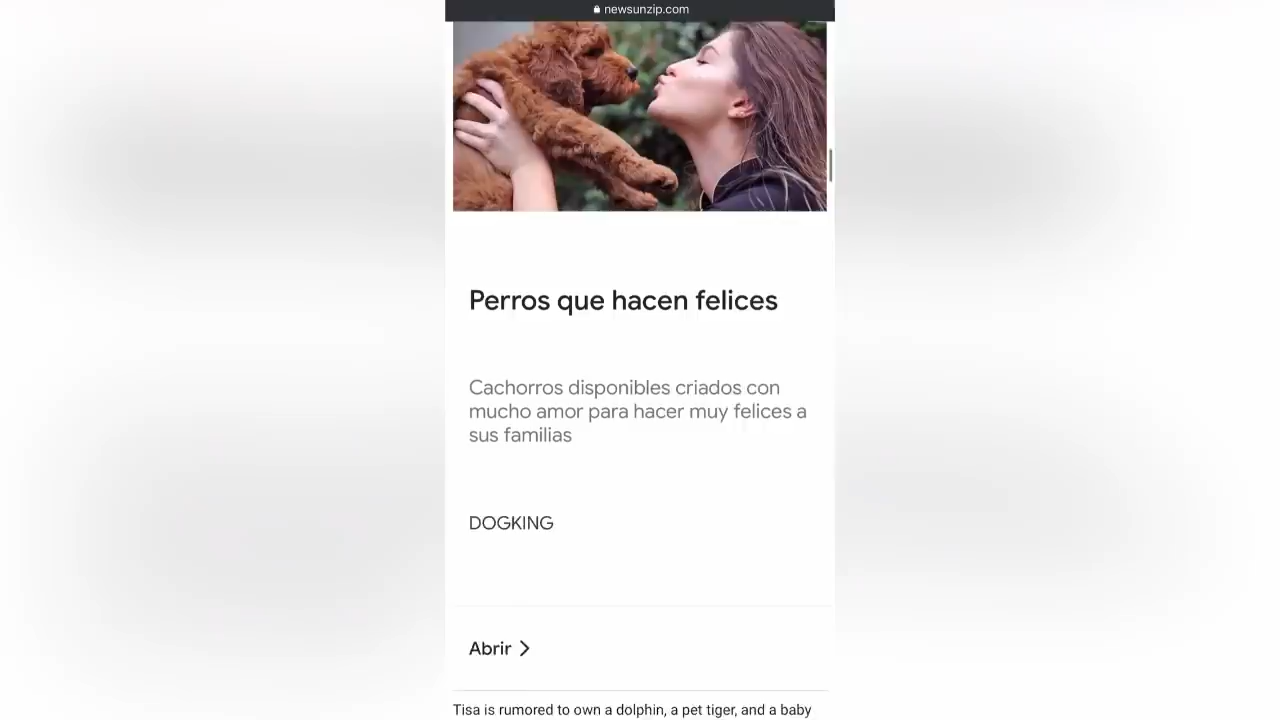 newsunzip.com
Perros que hacen felices
Cachorros disponibles criados con
mucho amor para hacer muy felices a
sus familias
DOGKING
Abrir
Tisa is rumored to own a dolphin, a pet tiger, and a baby